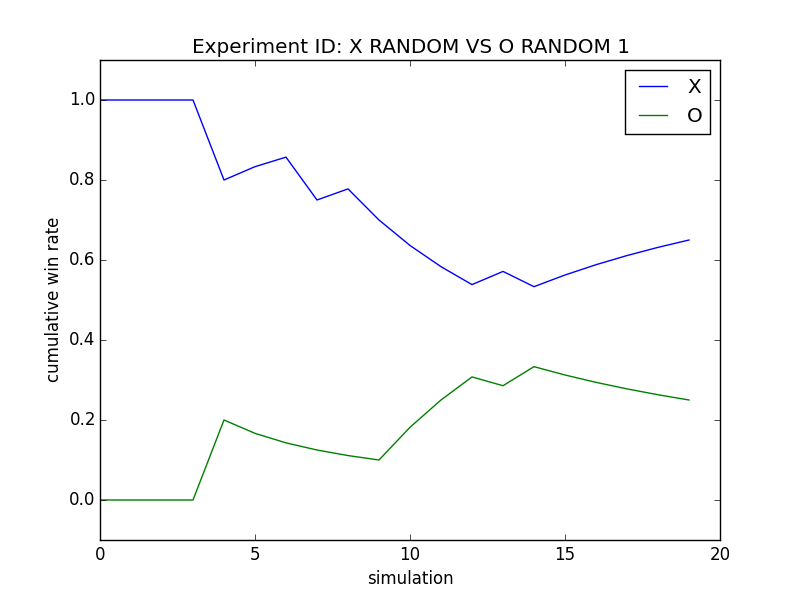 Experiment ID: X RANDOM VS O RANDOM 1
X
O
1.0
0.8
0.6
0.4
0.2
0.0
cumulative win rate
0 5 10 15 20
simulation